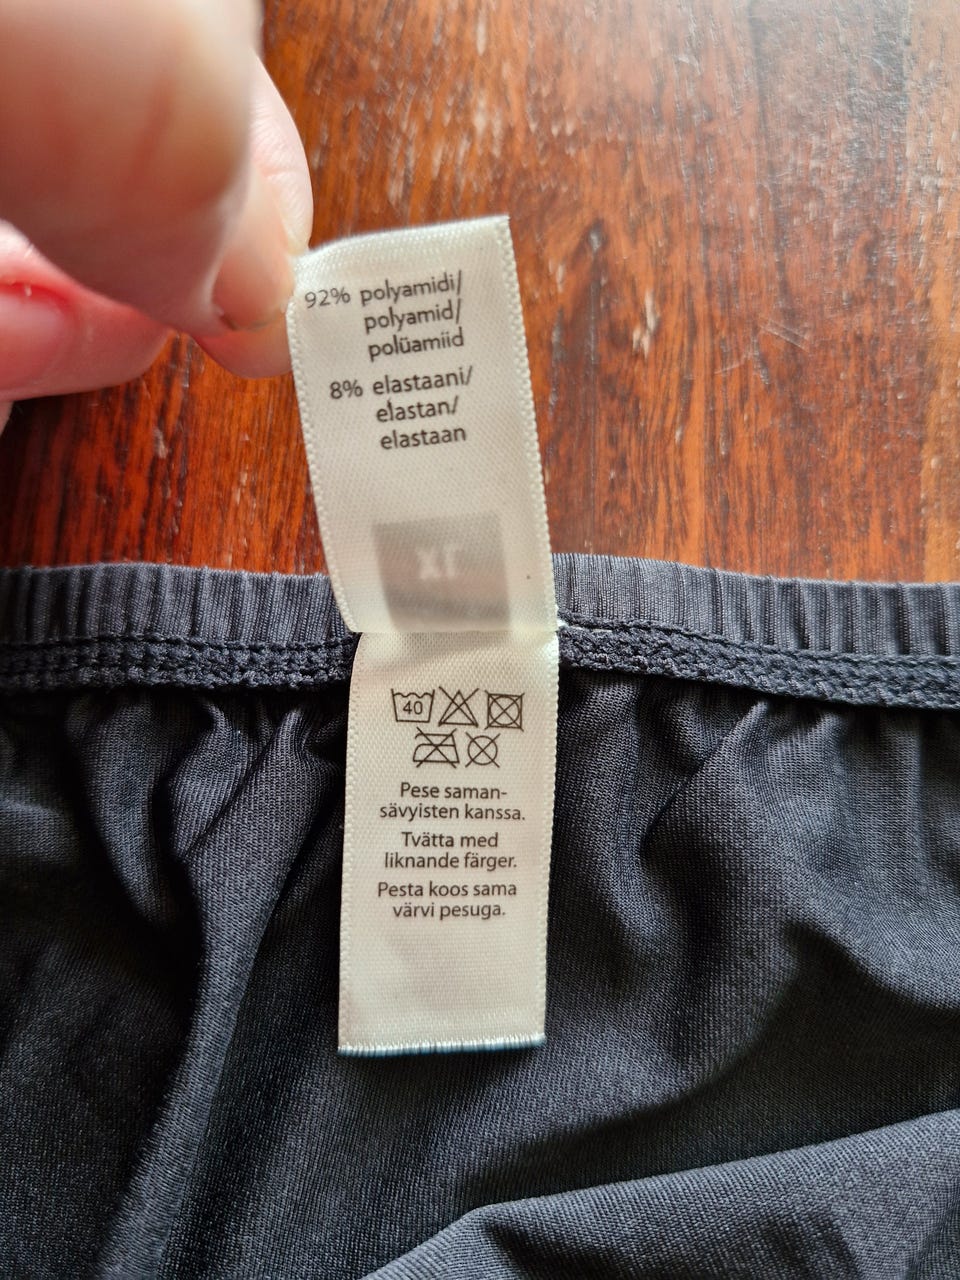 92% polyamidi/
polyamid/
polüamiid
8% elastaani/
elastan/
elastaan
XL
40
Pese saman-
sävyisten kanssa.
Tvätta med
liknande färger.
Pesta koos sama
värvi pesuga.